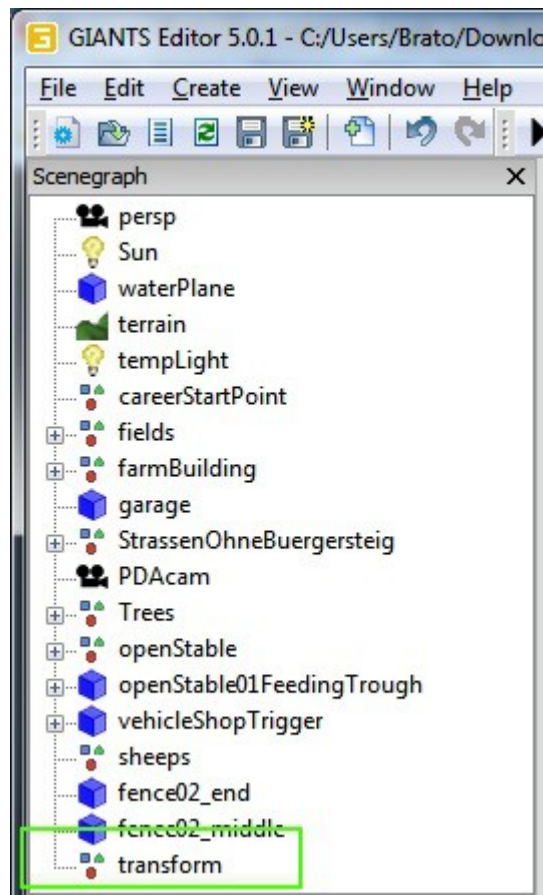 GIANTS Editor 5.0.1 - C:/Users/Brato/Downlo
File Edit Create View Window Help
Scenegraph
persp
Sun
waterPlane
terrain
tempLight
careerStartPoint
fields
farmBuilding
garage
StrassenOhneBuergersteig
PDAcam
Trees
openStable
openStable01FeedingTrough
vehicleShopTrigger
sheeps
fence02_end
fence02_middle
transform